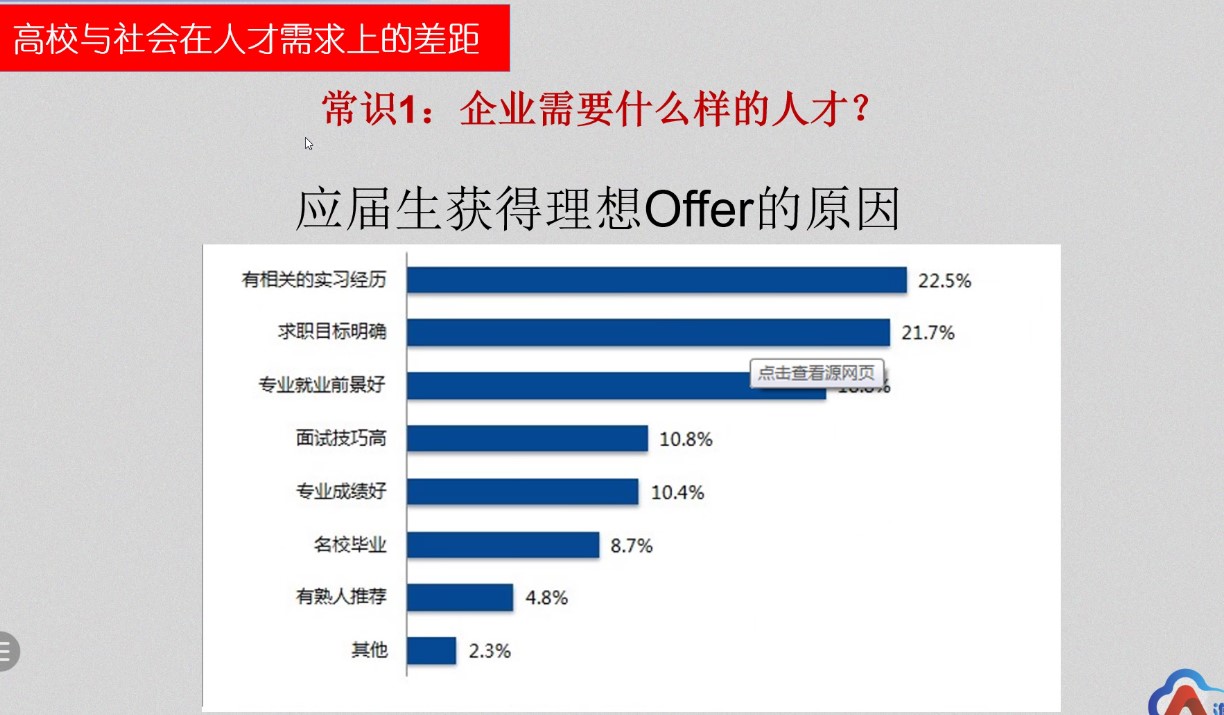 高校与社会在人才需求上的差距
常识1：企业需要什么样的人才？
应届生获得理想Offer的原因
有相关的实习经历 22.5%
求职目标明确 21.7%
点击查看源网页
专业就业前景好
面试技巧高 10.8%
专业成绩好 10.4%
名校毕业 8.7%
有熟人推荐 4.8%
其他 2.3%